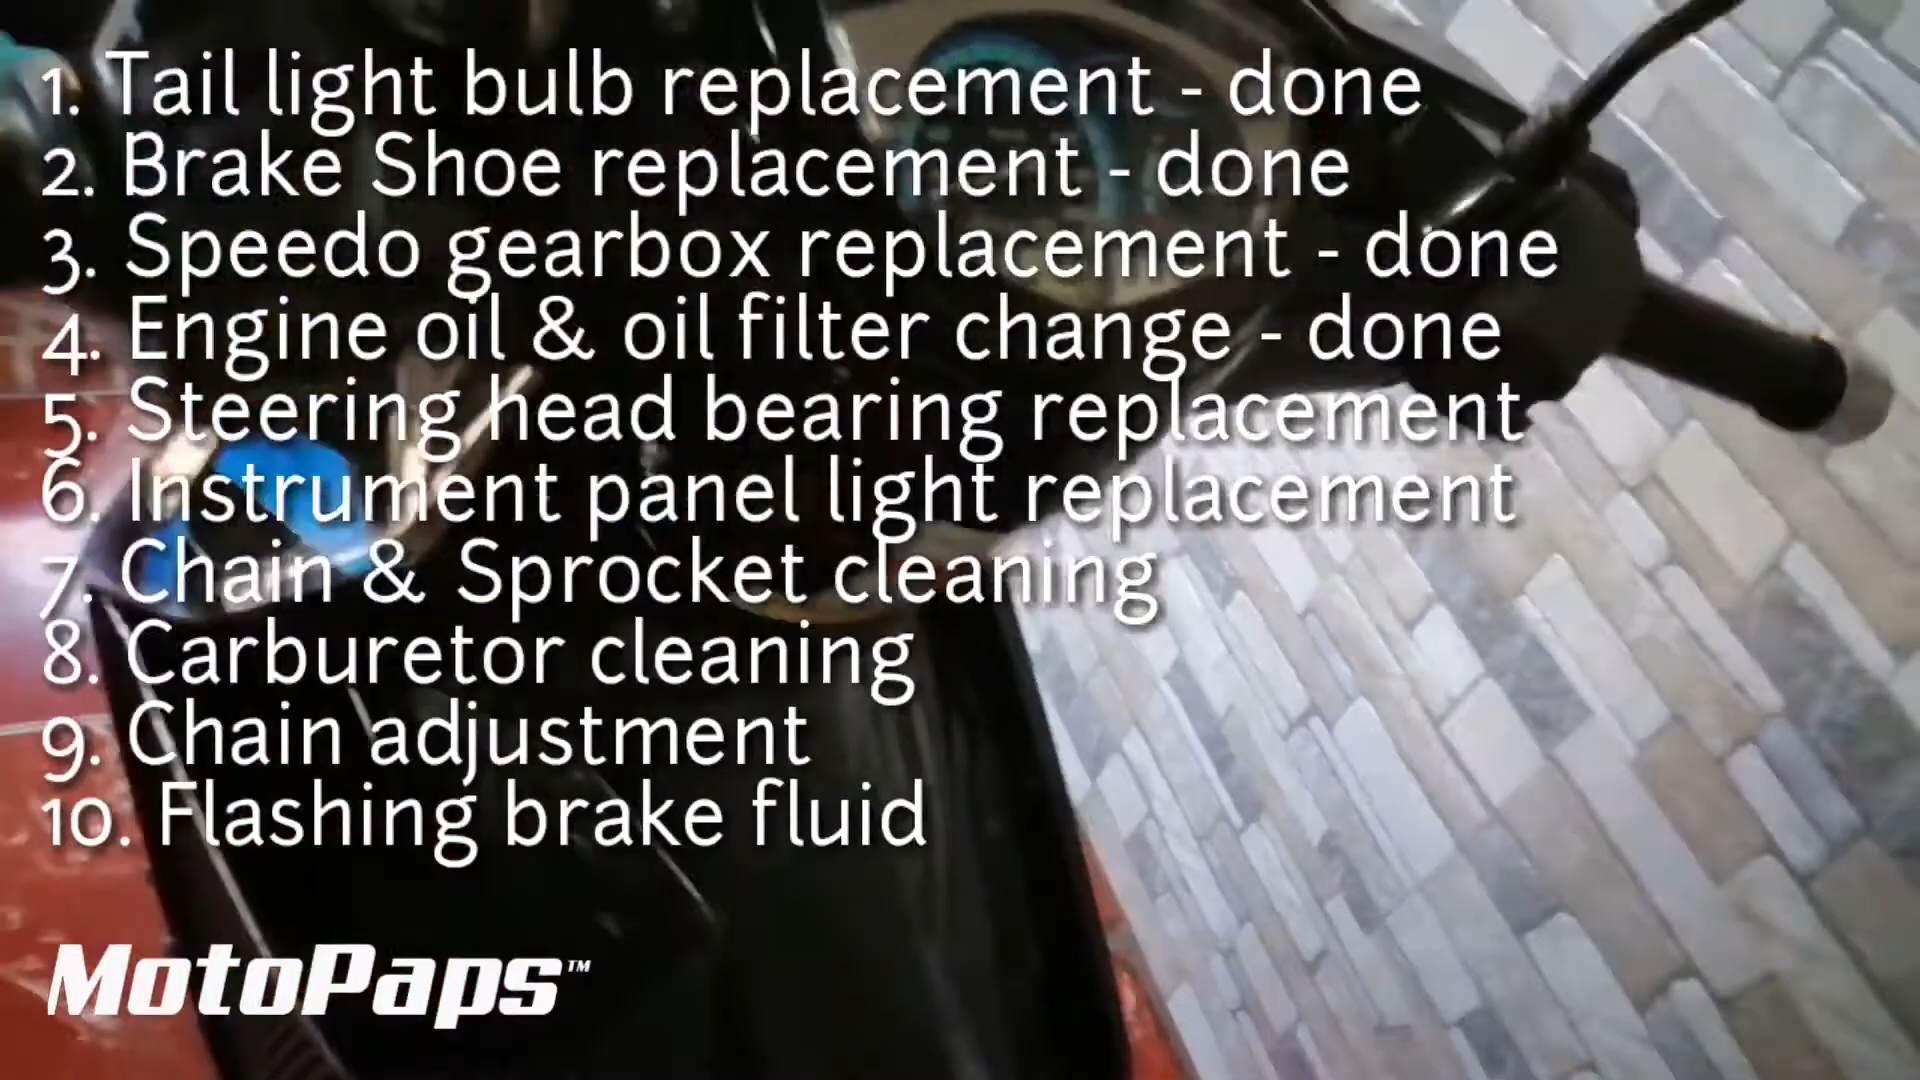 1. Tail light bulb replacement - done
2. Brake Shoe replacement - done
3. Speedo gearbox replacement - done
4. Engine oil & oil filter change - done
5. Steering head bearing replacement
6. Instrument panel light replacement
7. Chain & Sprocket cleaning
8. Carburetor cleaning
9. Chain adjustment
10. Flashing brake fluid
MotoPaps™